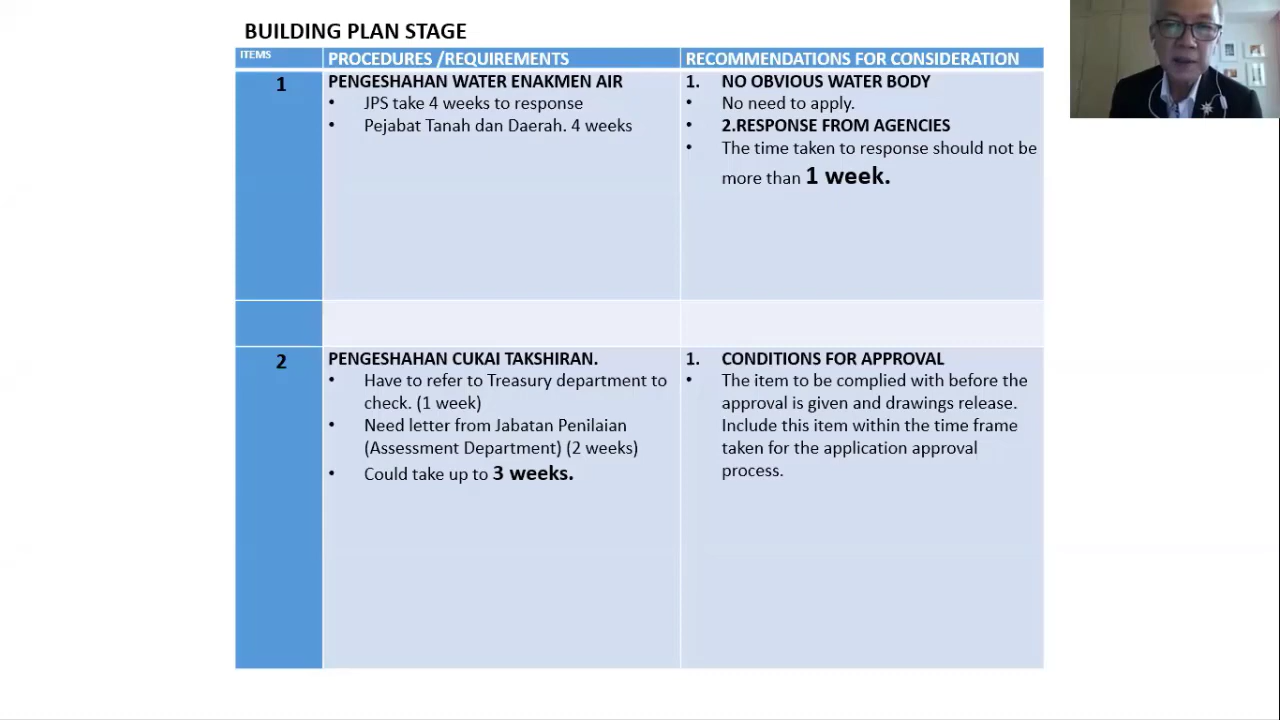 BUILDING PLAN STAGE
ITEMS
PROCEDURES /REQUIREMENTS
RECOMMENDATIONS FOR CONSIDERATION
1
PENGESHAHAN WATER ENAKMEN AIR
• JPS take 4 weeks to response
• Pejabat Tanah dan Daerah. 4 weeks
1. NO OBVIOUS WATER BODY
• No need to apply.
• 2.RESPONSE FROM AGENCIES
• The time taken to response should not be
more than 1 week.
2
PENGESHAHAN CUKAI TAKSHIRAN.
• Have to refer to Treasury department to
check. (1 week)
• Need letter from Jabatan Penilaian
(Assessment Department) (2 weeks)
• Could take up to 3 weeks.
1. CONDITIONS FOR APPROVAL
• The item to be complied with before the
approval is given and drawings release.
Include this item within the time frame
taken for the application approval
process.